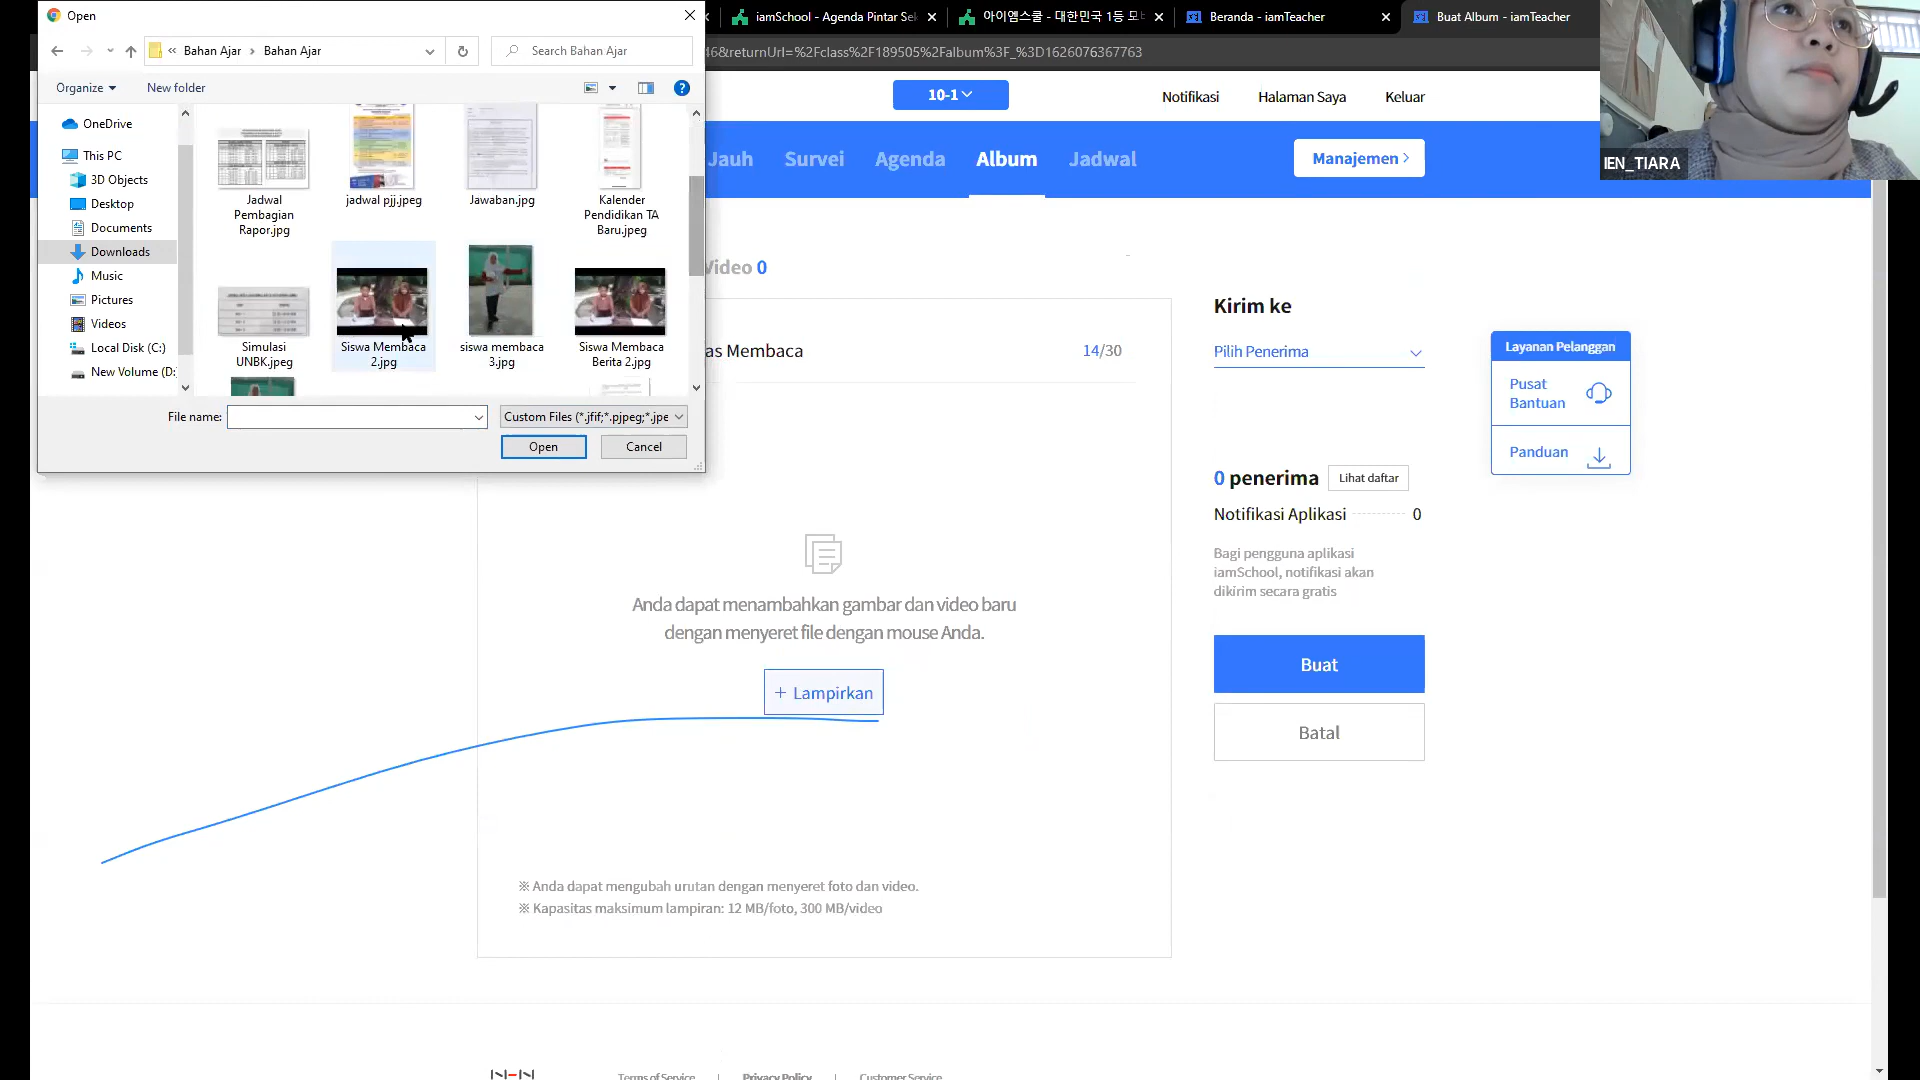 Open
iamSchool - Agenda Pintar Sek
아이엠스쿨 - 대한민국 1등 모
Beranda - iamTeacher
Buat Album - iamTeacher
« Bahan Ajar > Bahan Ajar
Search Bahan Ajar
46&returnUrl=%2Fclass%2F189505%2Falbum%3F_%3D1626076367763
Organize
New folder
10-1
Notifikasi
Halaman Saya
Keluar
OneDrive
This PC
3D Objects
Desktop
Documents
Downloads
Music
Pictures
Videos
Local Disk (C:)
New Volume (D:
Jadwal
Pembagian
Rapor.jpg
jadwal pjj.jpeg
Jawaban.jpg
Kalender
Pendidikan TA
Baru.jpeg
Simulasi
UNBK.jpeg
Siswa Membaca
2.jpg
siswa membaca
3.jpg
Siswa Membaca
Berita 2.jpg
File name:
Custom Files (*.jfif;*.pjpeg;*.jpe
Open
Cancel
Jauh
Survei
Agenda
Album
Jadwal
Manajemen
IEN_TIARA
Video 0
as Membaca
14/30
Anda dapat menambahkan gambar dan video baru
dengan menyeret file dengan mouse Anda.
+ Lampirkan
※ Anda dapat mengubah urutan dengan menyeret foto dan video.
※ Kapasitas maksimum lampiran: 12 MB/foto, 300 MB/video
Kirim ke
Pilih Penerima
0 penerima
Lihat daftar
Notifikasi Aplikasi
0
Bagi pengguna aplikasi
iamSchool, notifikasi akan
dikirim secara gratis
Buat
Batal
Layanan Pelanggan
Pusat
Bantuan
Panduan
Terms of Service | Privacy Policy | Customer Service